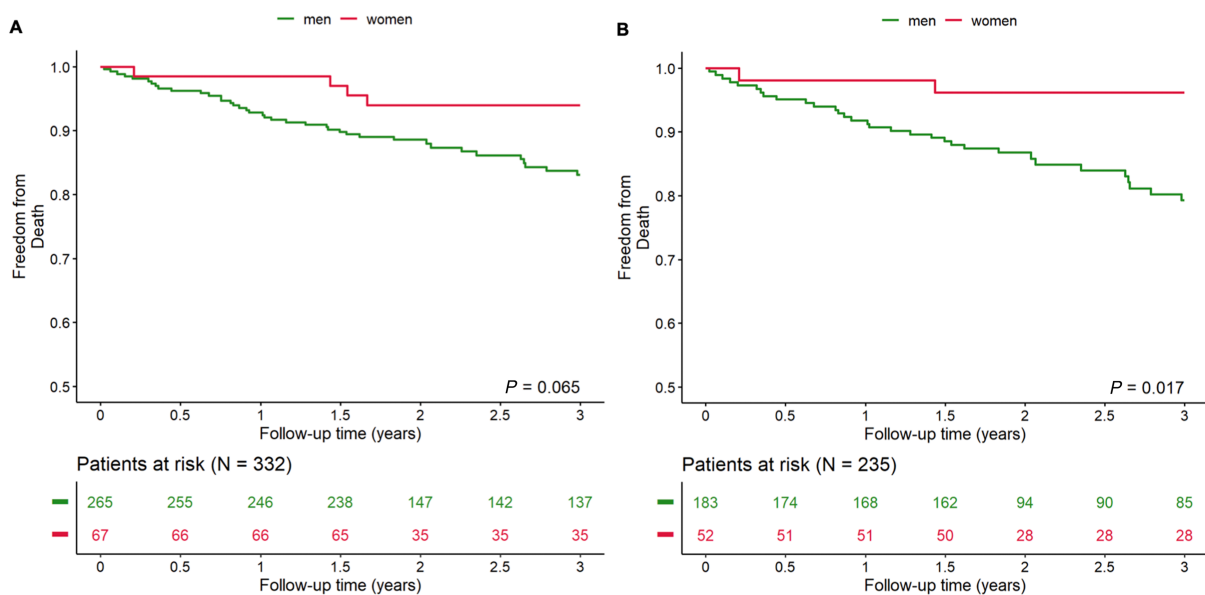 A
men women
1.0
0.9
0.8
0.7
0.6
0.5
Freedom from
Death
P = 0.065
0 0.5 1 1.5 2 2.5 3
Follow-up time (years)
Patients at risk (N = 332)
265 255 246 238 147 142 137
67 66 66 65 35 35 35
0 0.5 1 1.5 2 2.5 3
Follow-up time (years)
B
men women
1.0
0.9
0.8
0.7
0.6
0.5
Freedom from
Death
P = 0.017
0 0.5 1 1.5 2 2.5 3
Follow-up time (years)
Patients at risk (N = 235)
183 174 168 162 94 90 85
52 51 51 50 28 28 28
0 0.5 1 1.5 2 2.5 3
Follow-up time (years)